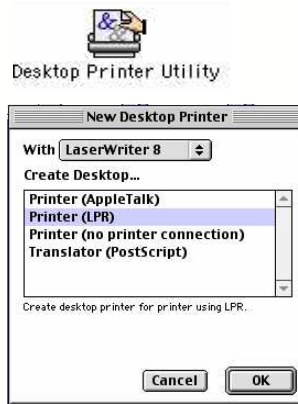 &
Desktop Printer Utility
New Desktop Printer
With LaserWriter 8
Create Desktop...
Printer (AppleTalk)
Printer (LPR)
Printer (no printer connection)
Translator (PostScript)
Create desktop printer for printer using LPR.
Cancel OK